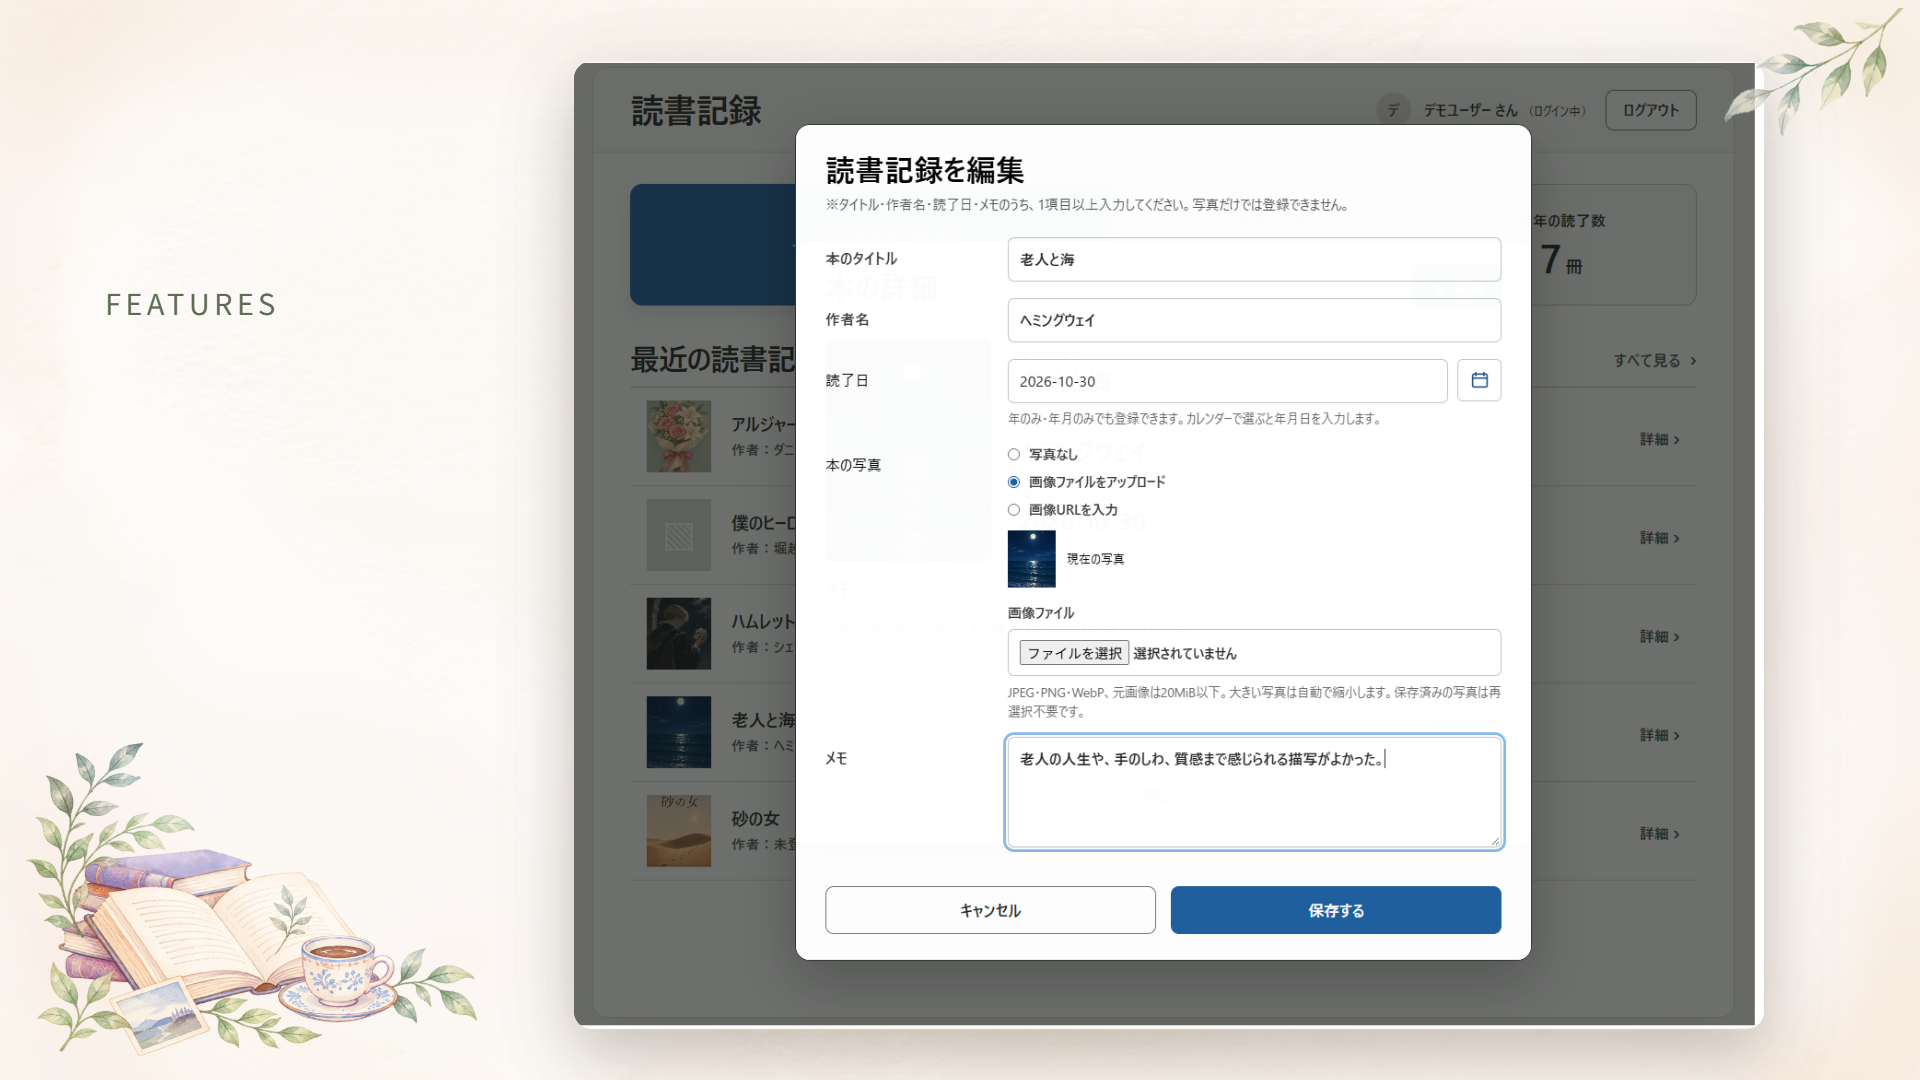 FEATURES
読書記録
デ
デモユーザー さん
(ログイン中)
ログアウト
年の読了数
7冊
最近の読書記
すべて見る
アルジャー
作者：ダニ
詳細
僕のヒーロ
作者：堀越
詳細
ハムレット
作者：シェ
詳細
老人と海
作者：ヘミ
詳細
砂の女
砂の女
作者：未登
詳細
読書記録を編集
※タイトル・作者名・読了日・メモのうち、1項目以上入力してください。写真だけでは登録できません。
本のタイトル
老人と海
本の詳細
作者名
ヘミングウェイ
読了日
2026-10-30
年のみ・年月のみでも登録できます。カレンダーで選ぶと年月日を入力します。
本の写真
写真なし
画像ファイルをアップロード
画像URLを入力
現在の写真
画像ファイル
ファイルを選択 選択されていません
JPEG・PNG・WebP、元画像は20MiB以下。大きい写真は自動で縮小します。保存済みの写真は再
選択不要です。
メモ
メモ
老人の人生や、手のしわ、質感まで感じられる描写がよかった。
キャンセル
保存する